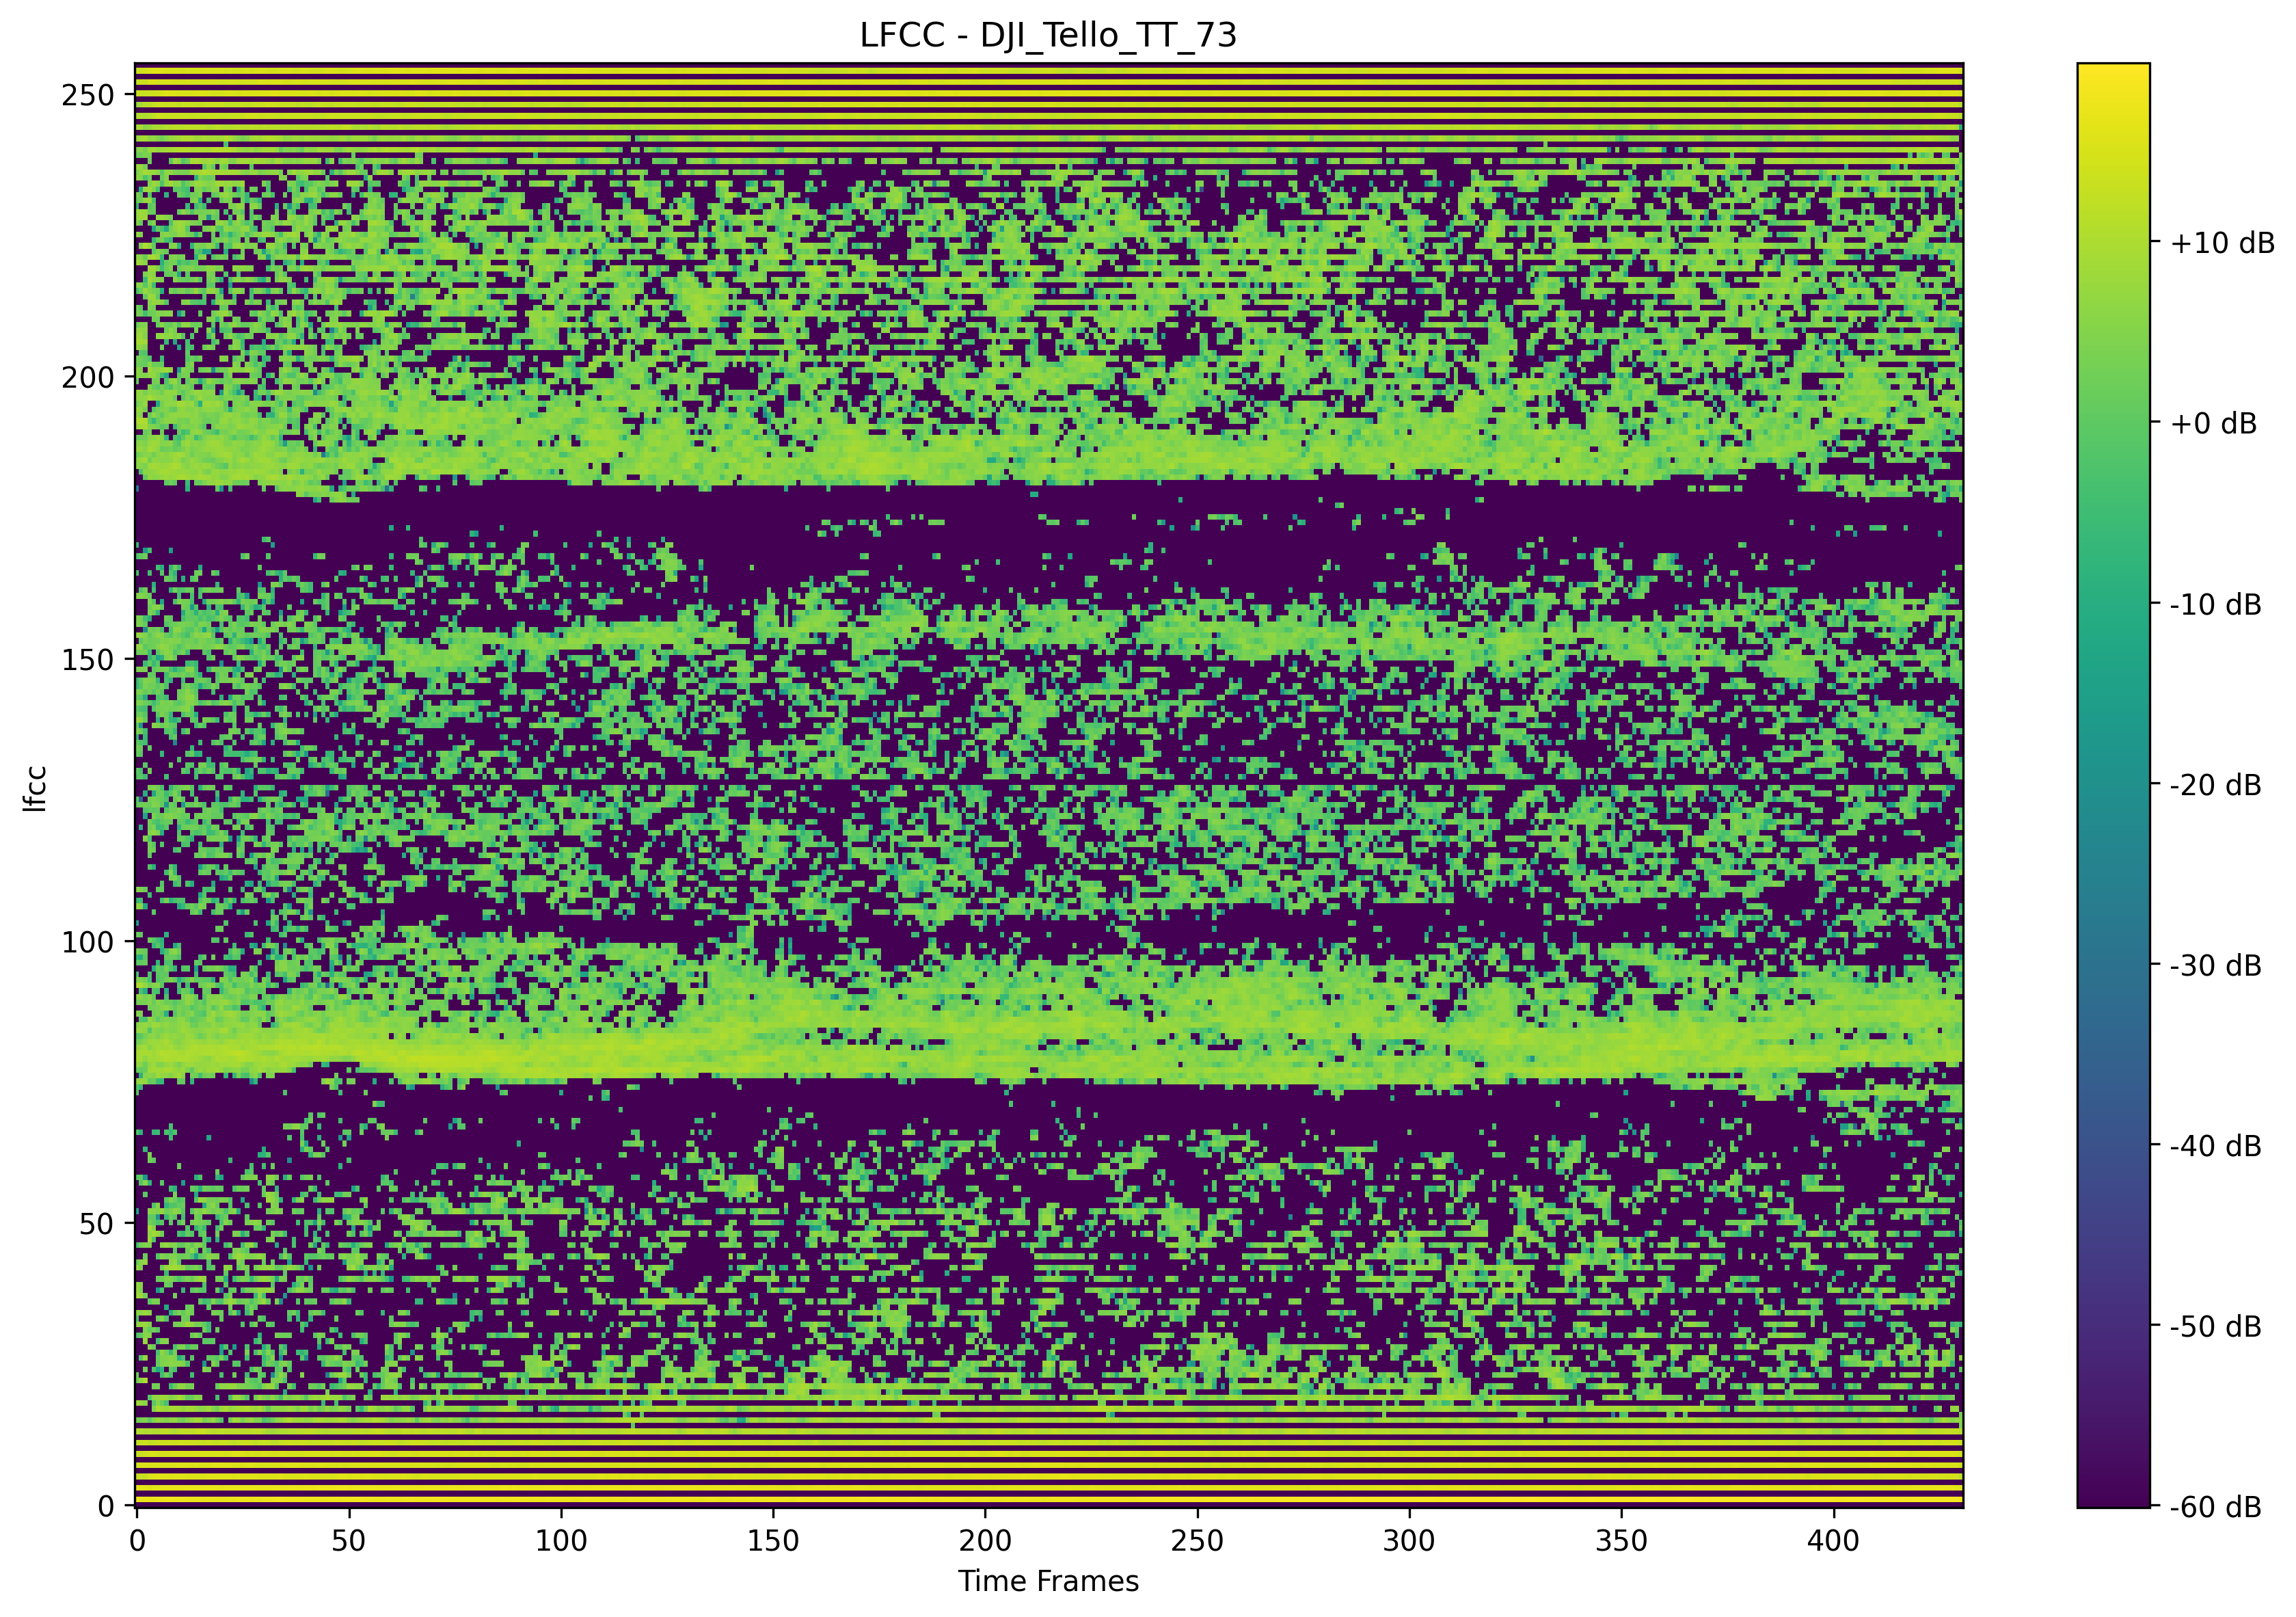 LFCC - DJI_Tello_TT_73
250
200
150
100
50
0
lfcc
0 50 100 150 200 250 300 350 400
Time Frames
+10 dB
+0 dB
-10 dB
-20 dB
-30 dB
-40 dB
-50 dB
-60 dB